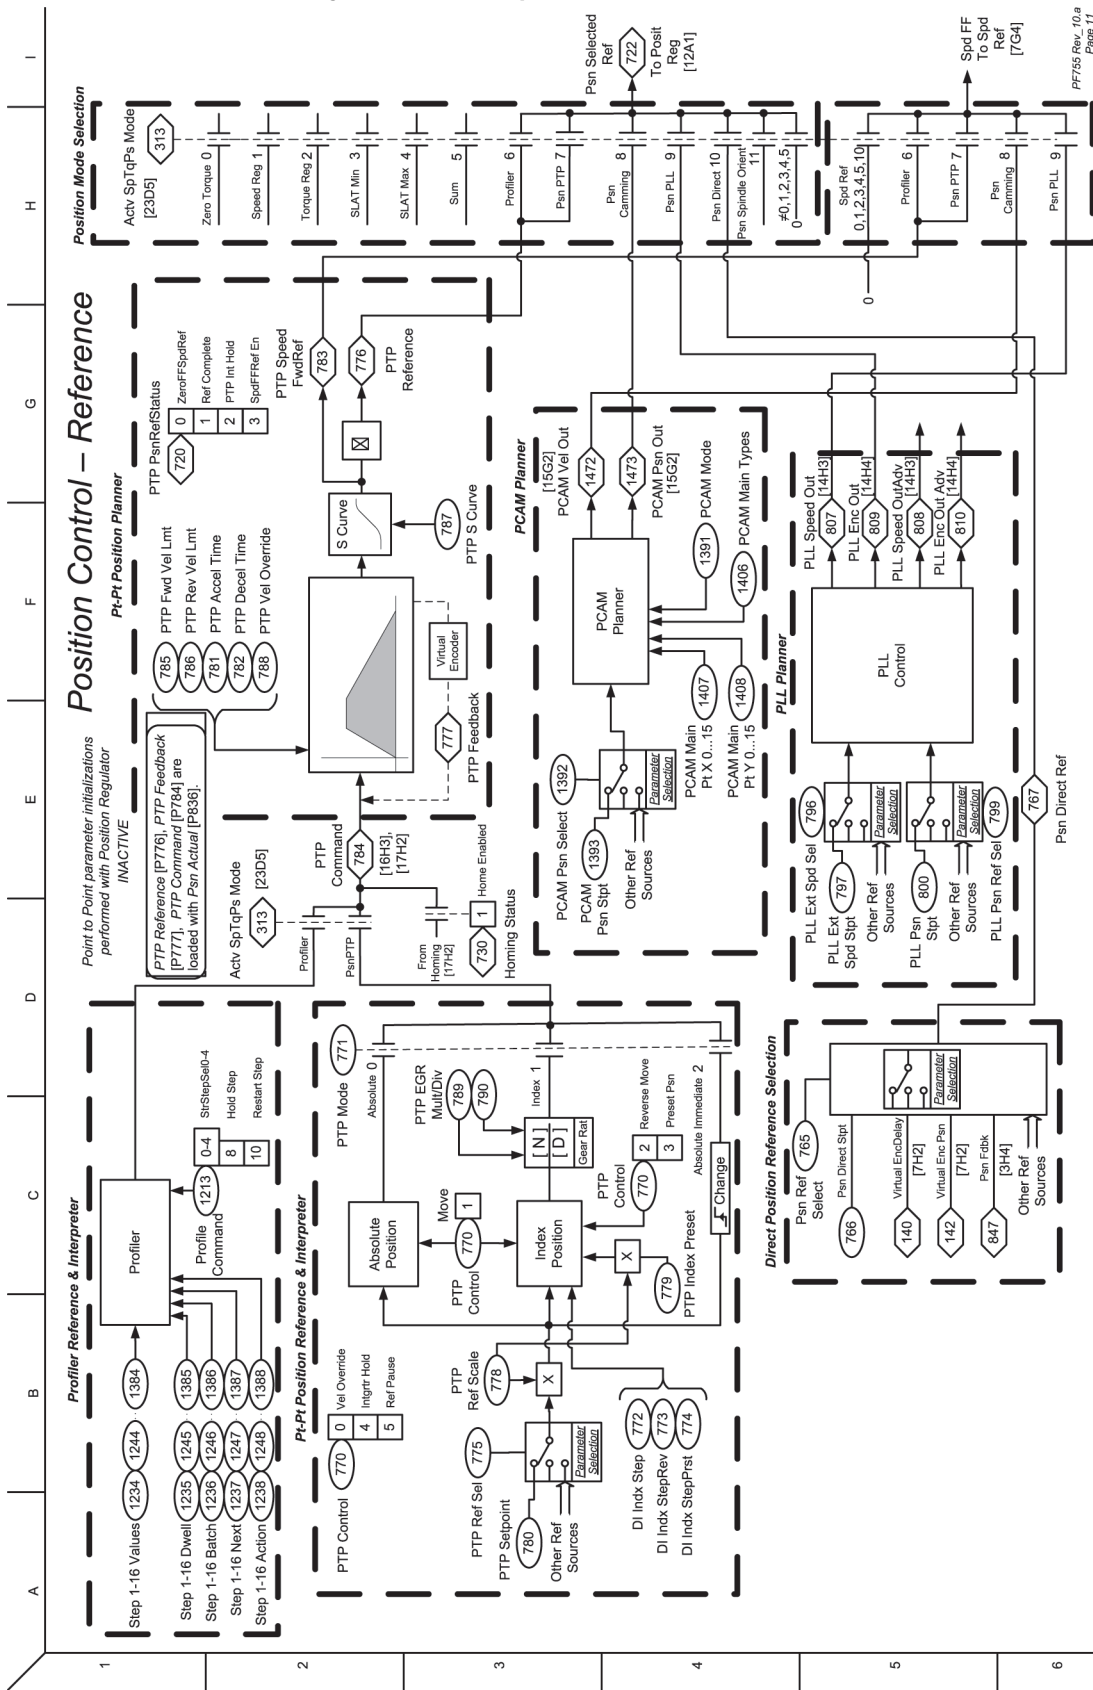 Position Control – Reference
A
B
C
D
E
F
G
H
I
1
2
3
4
5
6
Profiler Reference & Interpreter
Step 1-16 Values
1234
1244
1384
Step 1-16 Dwell
1235
1245
1385
Step 1-16 Batch
1236
1246
1386
Step 1-16 Next
1237
1247
1387
Step 1-16 Action
1238
1248
1388
Profiler
Profile
Command
1213
0-4
StrStepSel0-4
8
Hold Step
10
Restart Step
Point to Point parameter initializations
performed with Position Regulator
INACTIVE
PTP Reference [P776], PTP Feedback
[P777], PTP Command [P784] are
loaded with Psn Actual [P836].
Pt-Pt Position Reference & Interpreter
PTP Control
770
0
Vel Override
4
Intgrtr Hold
5
Ref Pause
PTP Ref Sel
775
PTP Setpoint
780
Other Ref
Sources
Parameter
Selection
PTP
Ref Scale
778
X
DI Indx Step
772
DI Indx StepRev
773
DI Indx StepPrst
774
Absolute
Position
PTP
Control
770
Move
1
Index
Position
X
779
PTP Index Preset
PTP
Control
770
2
Reverse Move
3
Preset Psn
PTP EGR
Mult/Div
789
790
[ N ]
[ D ]
Gear Rat
Change
PTP Mode
771
Absolute 0
Index 1
Absolute Immediate 2
Actv SpTqPs Mode
313
[23D5]
Profiler
PsnPTP
From
Homing
[17H2]
730
1
Home Enabled
Homing Status
PTP
Command
784
[16H3],
[17H2]
Pt-Pt Position Planner
785
PTP Fwd Vel Lmt
786
PTP Rev Vel Lmt
781
PTP Accel Time
782
PTP Decel Time
788
PTP Vel Override
777
PTP Feedback
Virtual
Encoder
S Curve
787
PTP S Curve
PTP PsnRefStatus
720
0
ZeroFFSpdRef
1
Ref Complete
2
PTP Int Hold
3
SpdFFRef En
PTP Speed
FwdRef
783
776
PTP
Reference
Position Mode Selection
Actv SpTqPs Mode
313
[23D5]
Zero Torque 0
Speed Reg 1
Torque Reg 2
SLAT Min 3
SLAT Max 4
Sum 5
Profiler 6
Psn PTP 7
Psn
Camming 8
Psn PLL 9
Psn Direct 10
Psn Spindle Orient
11
≠0,1,2,3,4,5
0
Psn Selected
Ref
722
To Posit
Reg
[12A1]
Spd Ref
0,1,2,3,4,5,10
0
Profiler 6
Psn PTP 7
Psn
Camming 8
Psn PLL 9
Spd FF
To Spd
Ref
[7G4]
PCAM Planner
PCAM Psn Select
1392
PCAM
Psn Stpt
1393
Other Ref
Sources
Parameter
Selection
PCAM
Planner
PCAM Main
Pt X 0...15
1407
PCAM Main
Pt Y 0...15
1408
1391
PCAM Mode
1406
PCAM Main Types
[15G2]
PCAM Vel Out
1472
1473
PCAM Psn Out
[15G2]
PLL Planner
PLL Ext Spd Sel
796
PLL Ext
Spd Stpt
797
Other Ref
Sources
Parameter
Selection
PLL Psn
Stpt
800
Other Ref
Sources
Parameter
Selection
PLL Psn Ref Sel
799
PLL
Control
PLL Speed Out
807
[14H3]
PLL Enc Out
809
[14H4]
PLL Speed OutAdv
808
[14H3]
PLL Enc Out Adv
810
[14H4]
Direct Position Reference Selection
Psn Ref
Select
765
766
Psn Direct Stpt
140
Virtual EncDelay
[7H2]
142
Virtual Enc Psn
[7H2]
847
Psn Fdbk
[3H4]
Other Ref
Sources
Parameter
Selection
767
Psn Direct Ref
PF755 Rev_10.a
Page 11